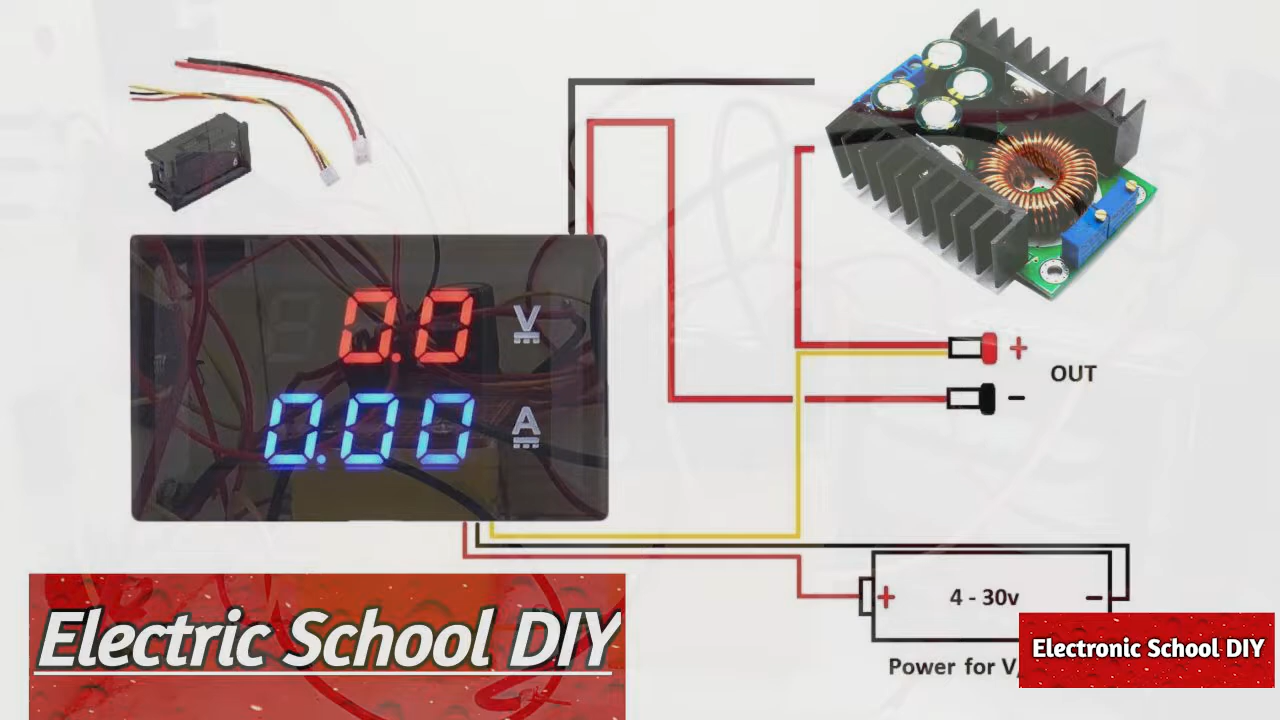 0.0 V
0.00 A
+
OUT
-
+ 4 - 30v -
Power for V
Electric School DIY
Electronic School DIY